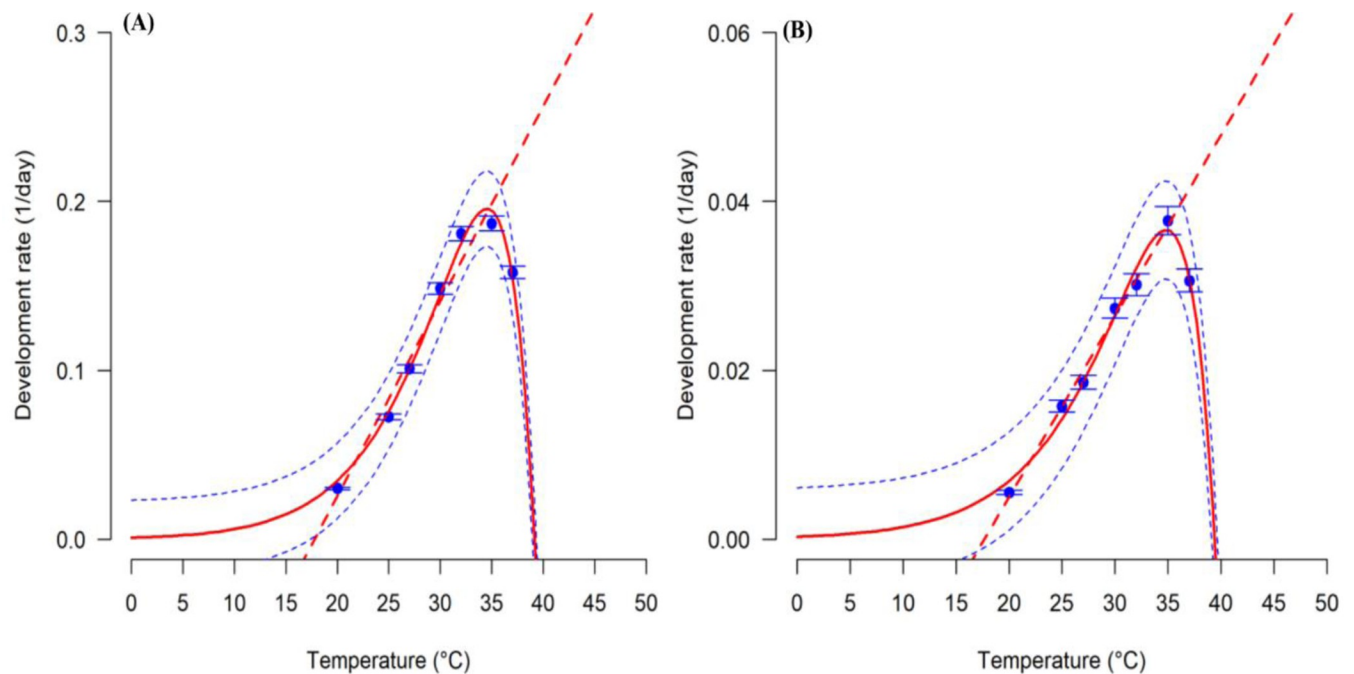 (A)
0.3
0.2
0.1
0.0
Development rate (1/day)
0 5 10 15 20 25 30 35 40 45 50
Temperature (°C)
(B)
0.06
0.04
0.02
0.00
Development rate (1/day)
0 5 10 15 20 25 30 35 40 45 50
Temperature (°C)